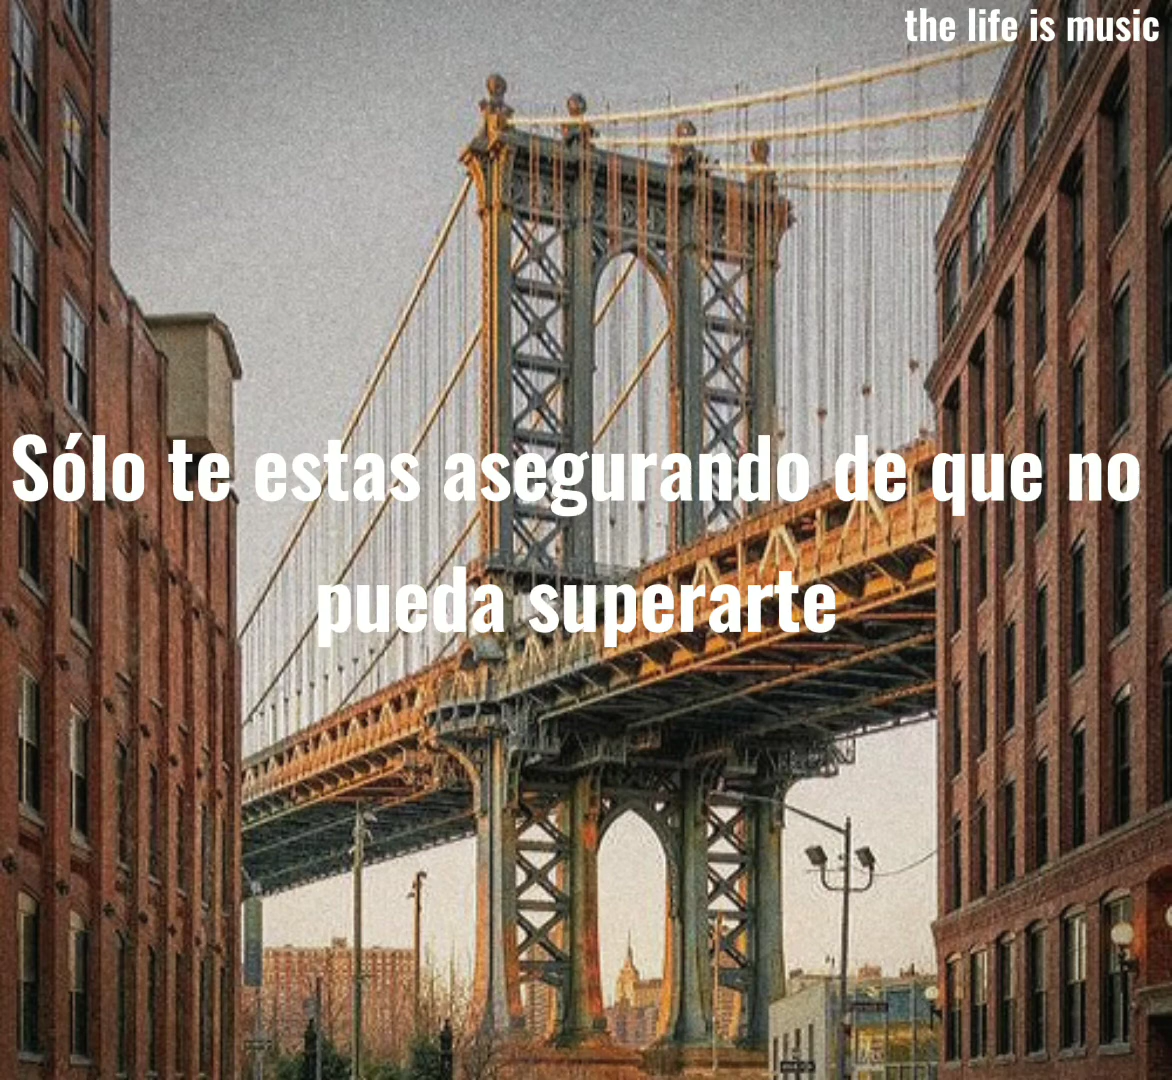 the life is music
Sólo te estas asegurando de que no
pueda superarte